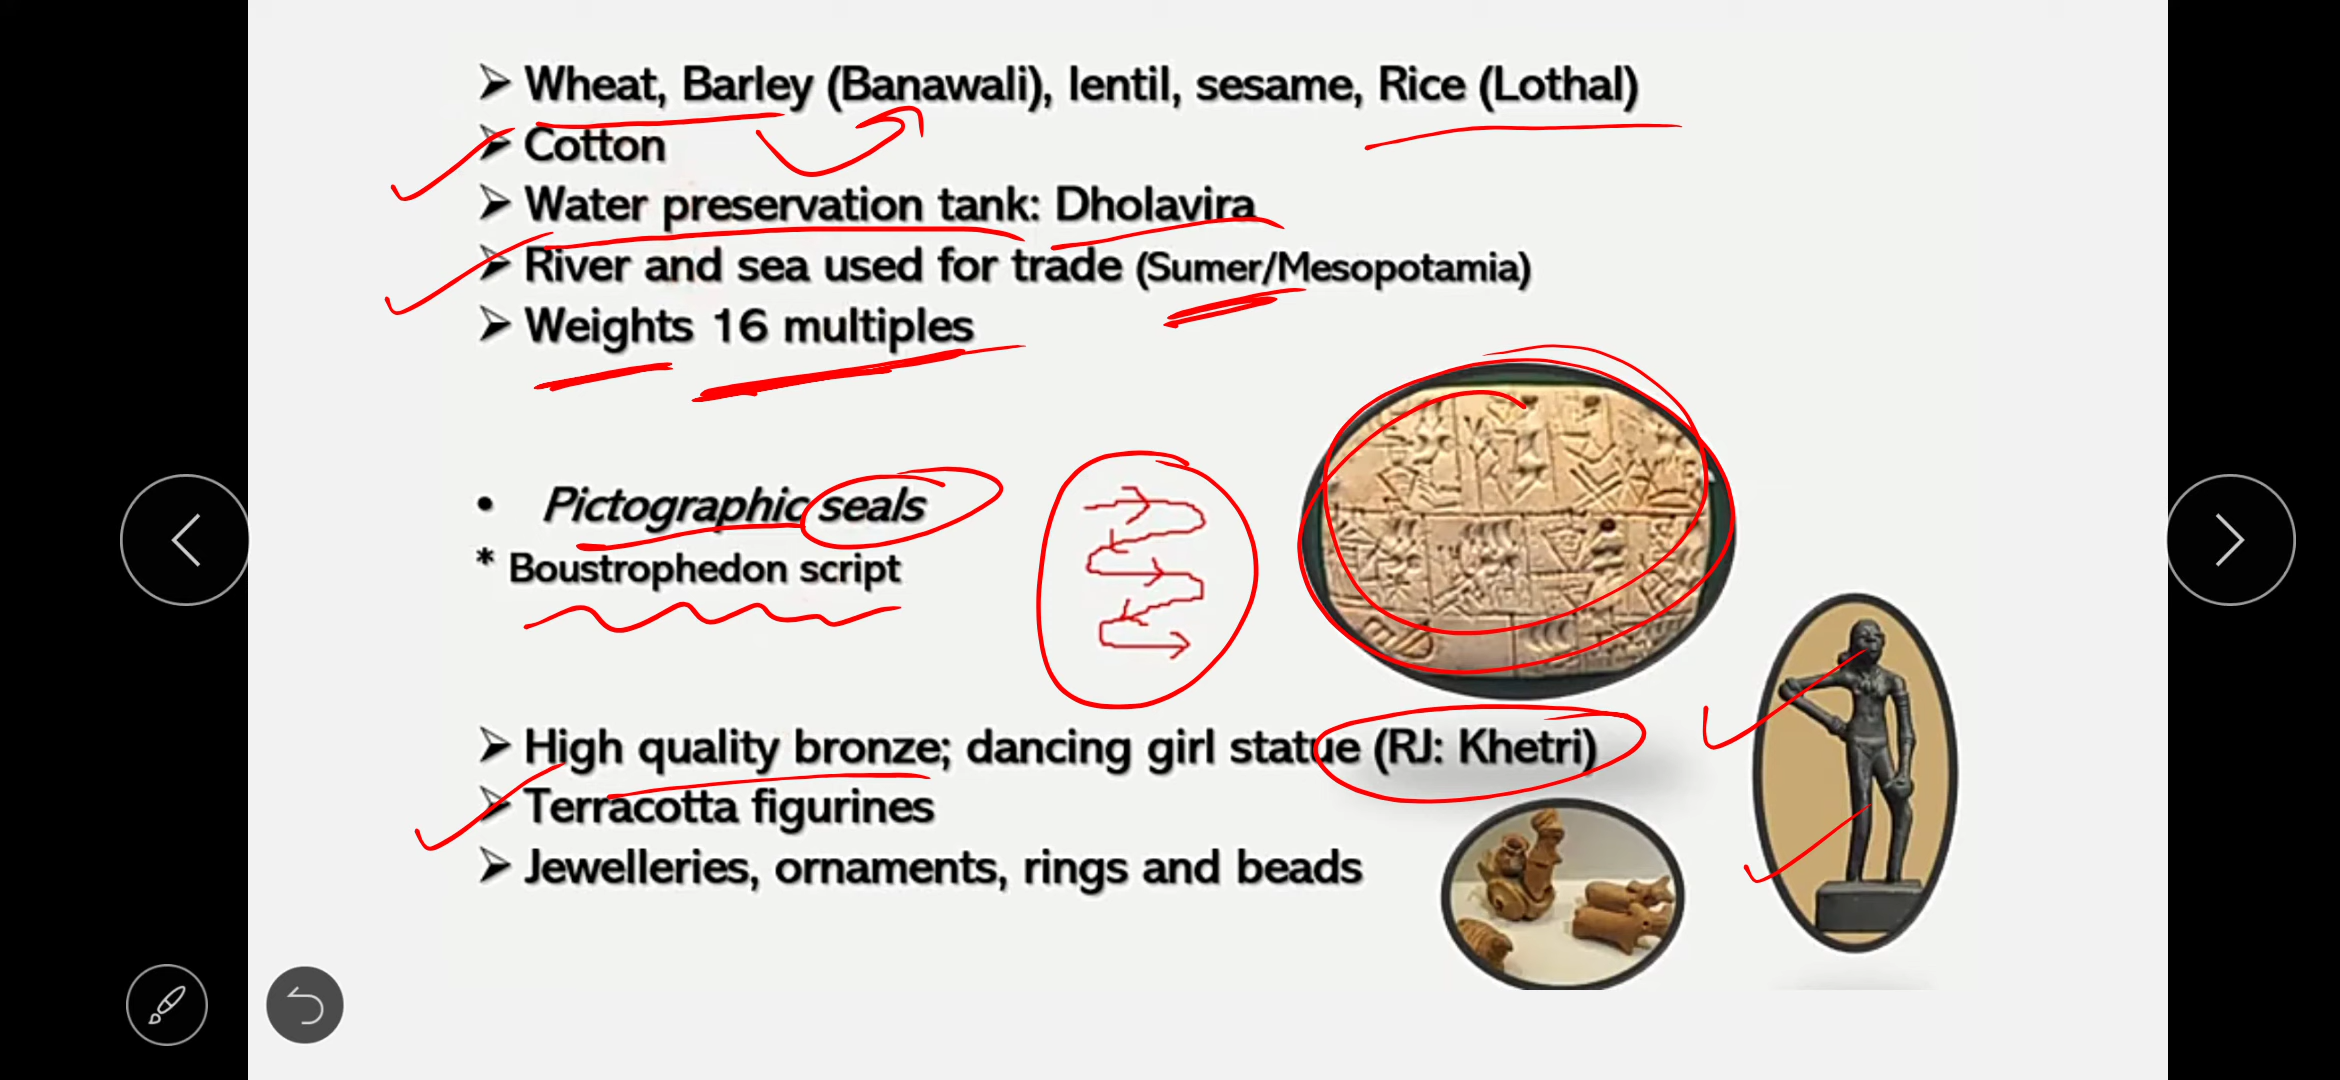 ➢ Wheat, Barley (Banawali), lentil, sesame, Rice (Lothal)
➢ Cotton
➢ Water preservation tank: Dholavira
➢ River and sea used for trade (Sumer/Mesopotamia)
➢ Weights 16 multiples
• Pictographic seals
* Boustrophedon script
➢ High quality bronze; dancing girl statue (RJ: Khetri)
➢ Terracotta figurines
➢ Jewelleries, ornaments, rings and beads